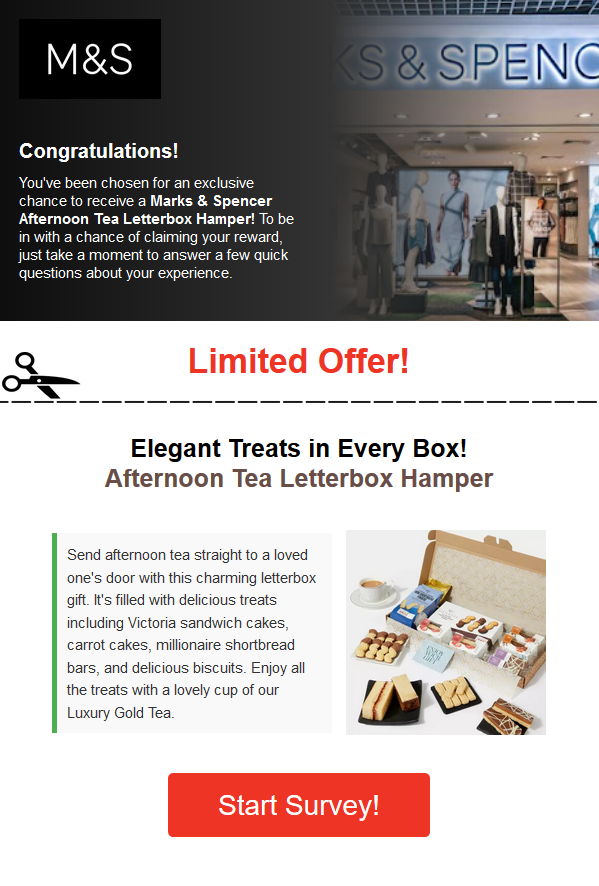 M&S
KS & SPENC
Congratulations!
You've been chosen for an exclusive
chance to receive a Marks & Spencer
Afternoon Tea Letterbox Hamper! To be
in with a chance of claiming your reward,
just take a moment to answer a few quick
questions about your experience.
Limited Offer!
Elegant Treats in Every Box!
Afternoon Tea Letterbox Hamper
Send afternoon tea straight to a loved
one's door with this charming letterbox
gift. It's filled with delicious treats
including Victoria sandwich cakes,
carrot cakes, millionaire shortbread
bars, and delicious biscuits. Enjoy all
the treats with a lovely cup of our
Luxury Gold Tea.
ENJOY
YOUR
GIFT
Start Survey!